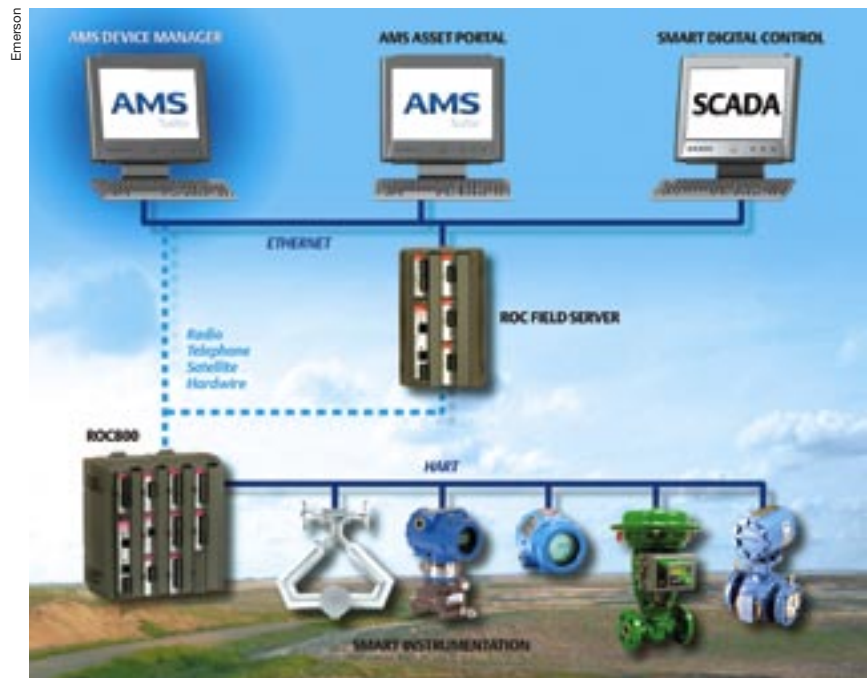 Emerson
AMS DEVICE MANAGER
AMS ASSET PORTAL
SMART DIGITAL CONTROL
AMS
AMS
SCADA
ETHERNET
ROC FIELD SERVER
Radio
Telephone
Satellite
Hardwire
ROC800
HART
SMART INSTRUMENTATION